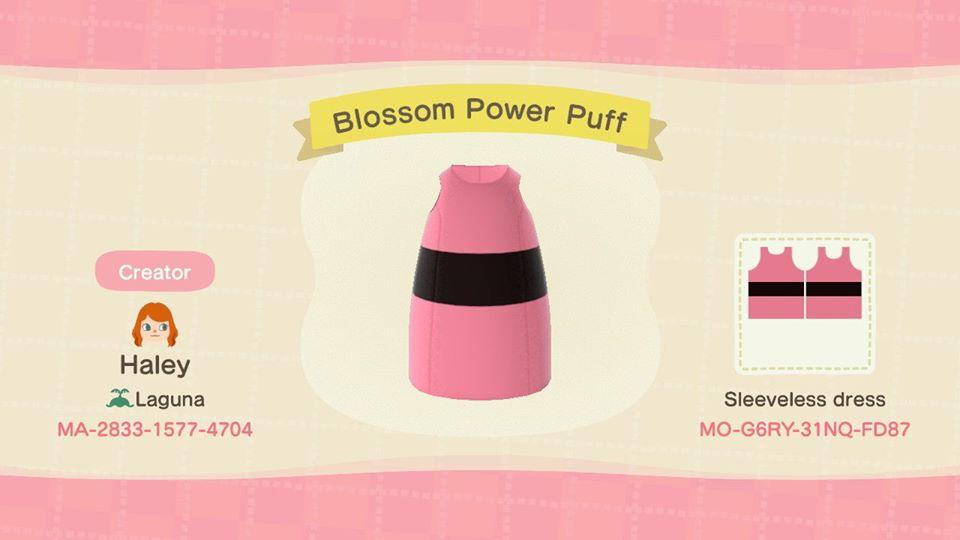 Blossom Power Puff
Creator
Haley
Laguna
MA-2833-1577-4704
Sleeveless dress
MO-G6RY-31NQ-FD87